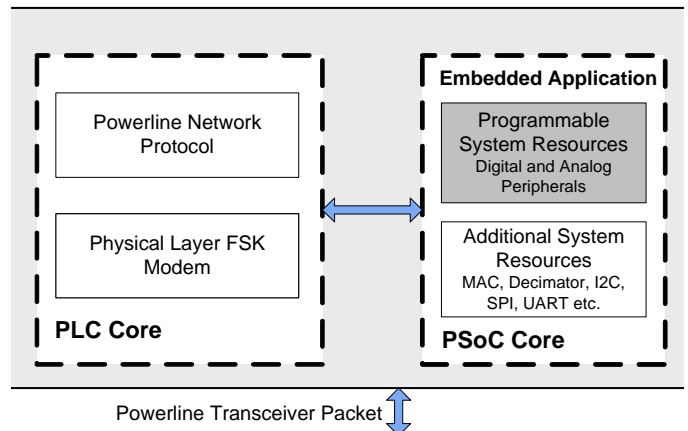 Powerline Network
Protocol
Physical Layer FSK
Modem
PLC Core
Embedded Application
Programmable
System Resources
Digital and Analog
Peripherals
Additional System
Resources
MAC, Decimator, I2C,
SPI, UART etc.
PSoC Core
Powerline Transceiver Packet